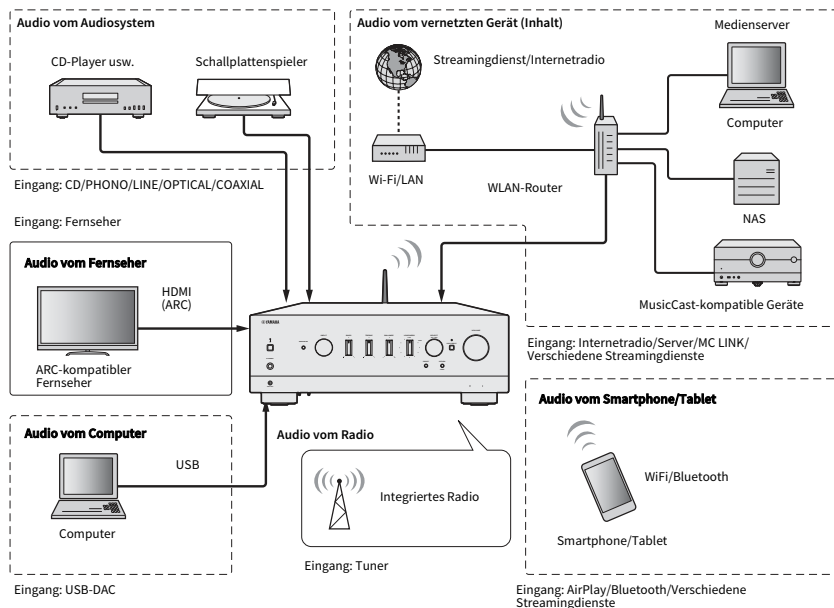 Audio vom Audiosystem
CD-Player usw.
Schallplattenspieler
Eingang: CD/PHONO/LINE/OPTICAL/COAXIAL
Audio vom vernetzten Gerät (Inhalt)
Streamingdienst/Internetradio
Wi-Fi/LAN
WLAN-Router
Medienserver
Computer
NAS
MusicCast-kompatible Geräte
Eingang: Internetradio/Server/MC LINK/
Verschiedene Streamingdienste
Eingang: Fernseher
Audio vom Fernseher
HDMI
(ARC)
ARC-kompatibler
Fernseher
YAMAHA
Audio vom Computer
USB
Computer
Eingang: USB-DAC
Audio vom Radio
Integriertes Radio
Eingang: Tuner
Audio vom Smartphone/Tablet
WiFi/Bluetooth
Smartphone/Tablet
Eingang: AirPlay/Bluetooth/Verschiedene
Streamingdienste